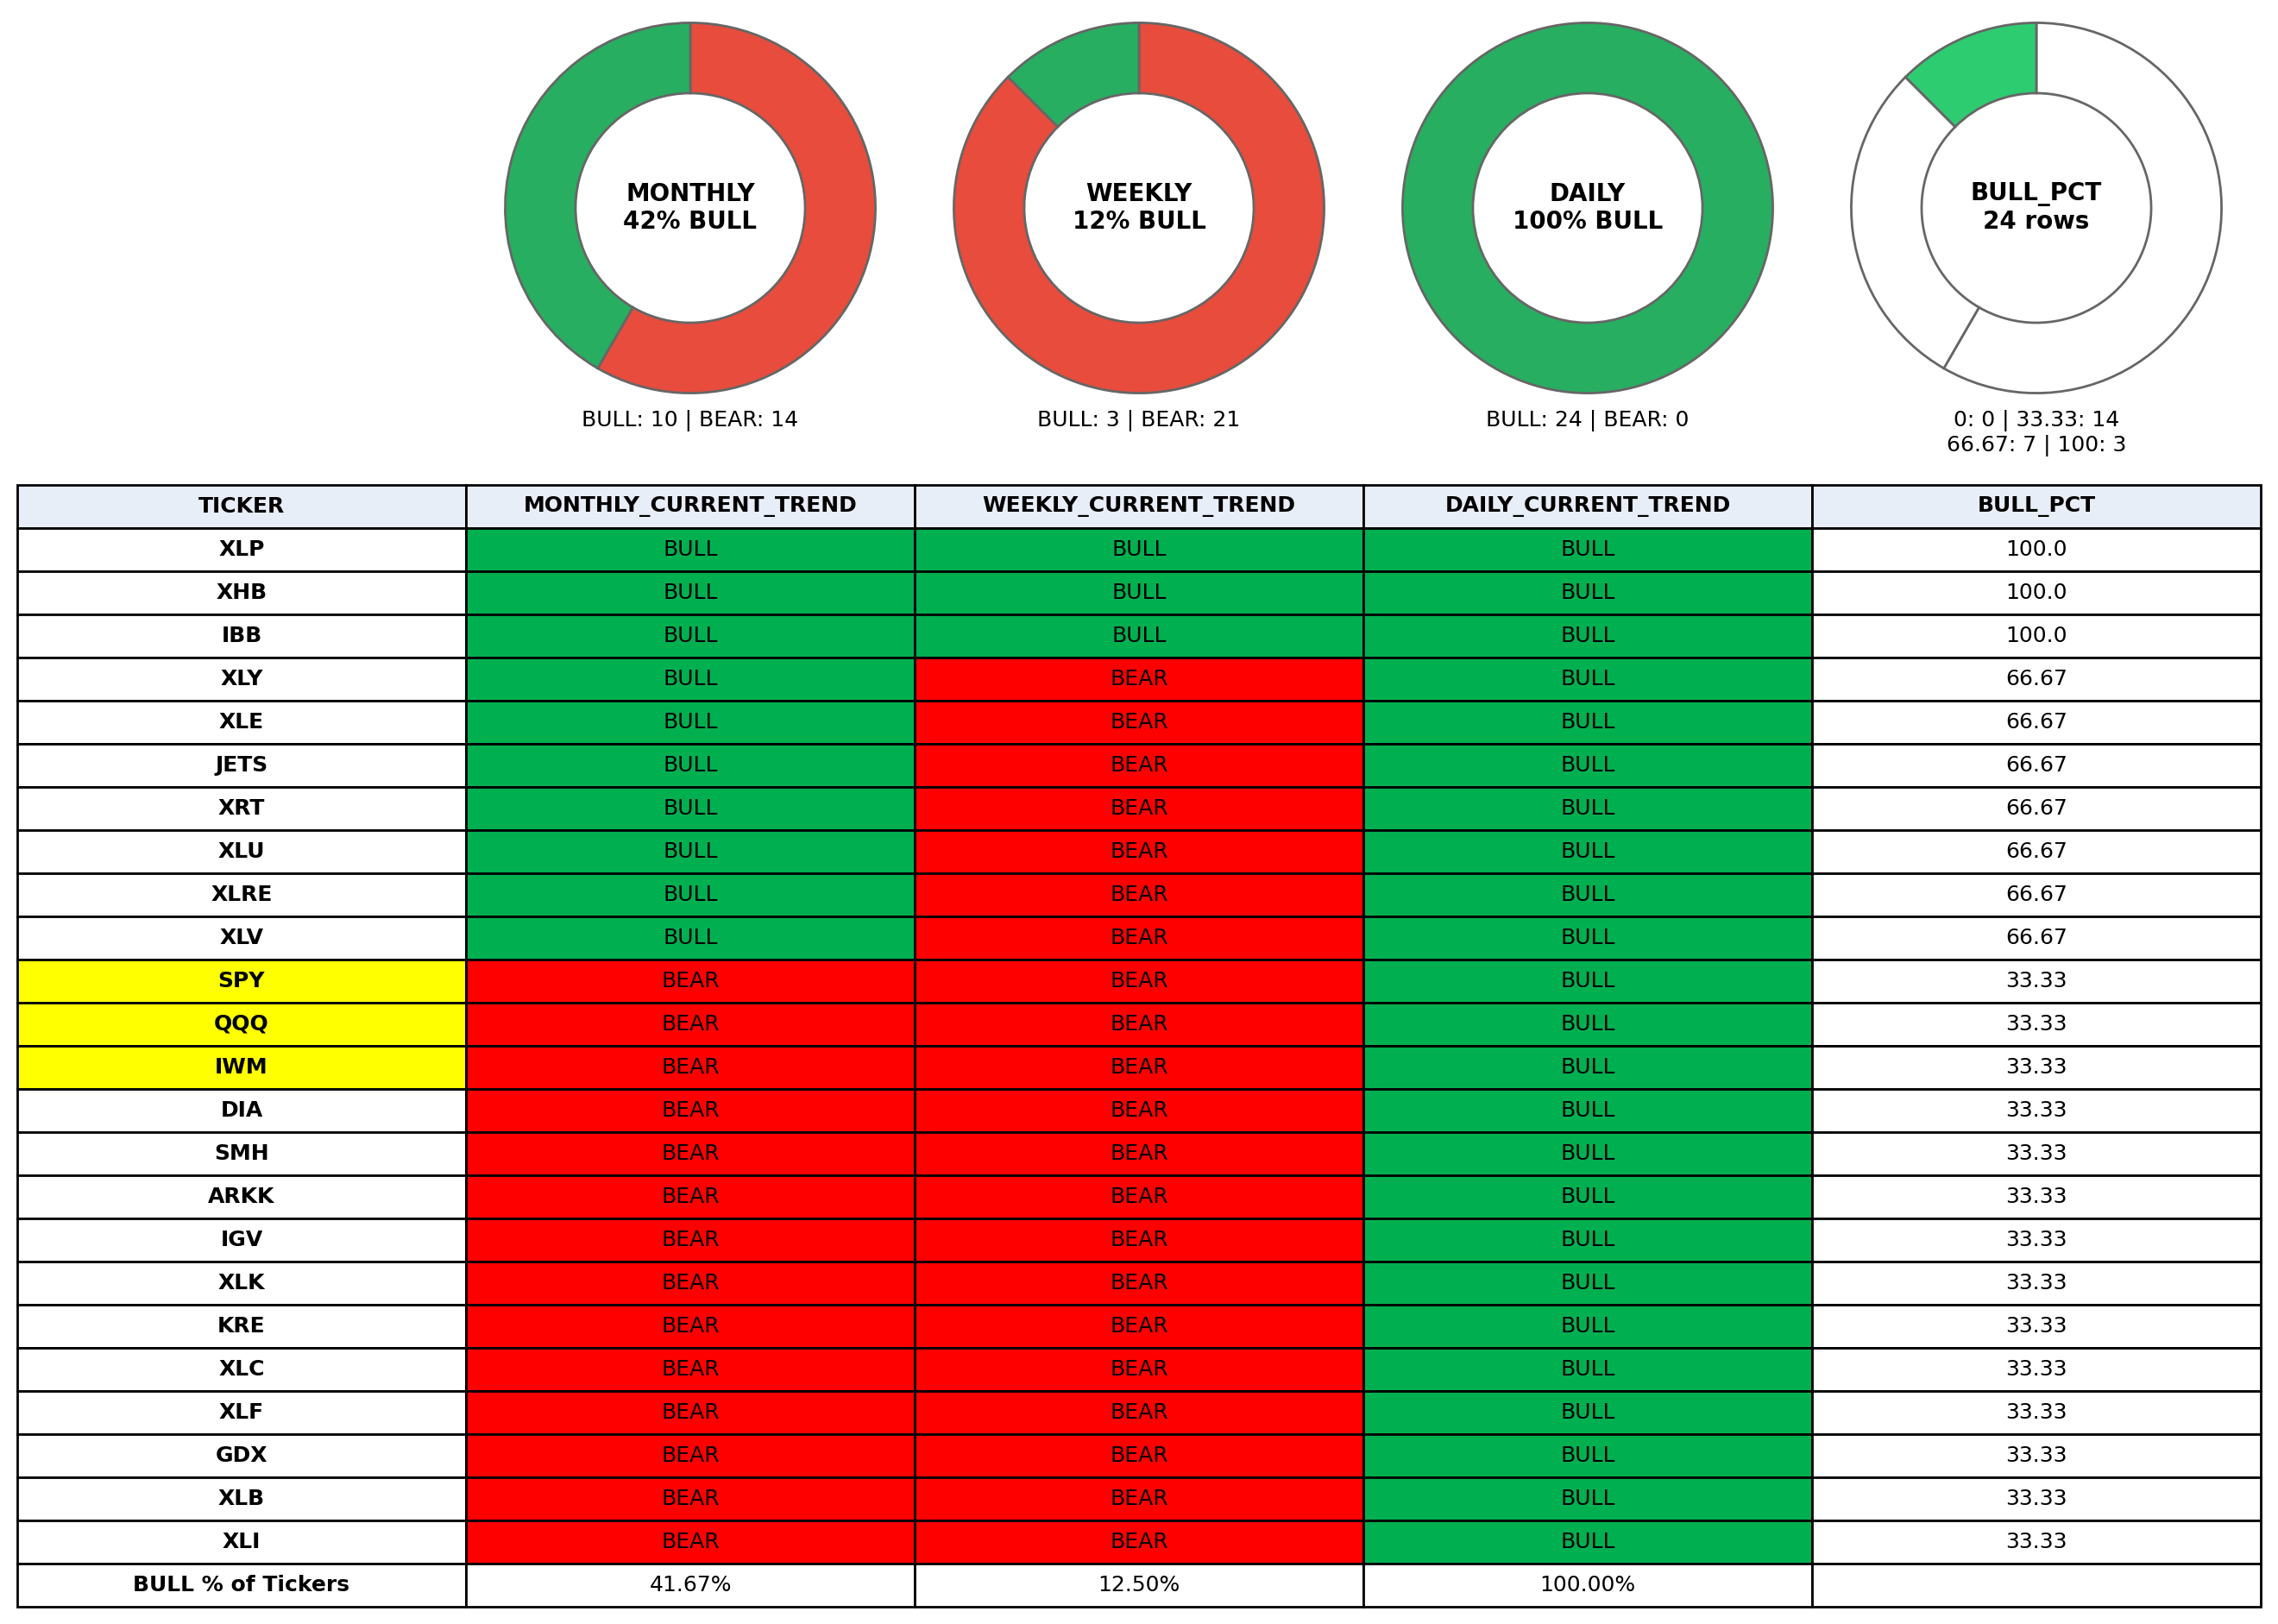 MONTHLY
42% BULL
WEEKLY
12% BULL
DAILY
100% BULL
BULL_PCT
24 rows
BULL: 10 | BEAR: 14
BULL: 3 | BEAR: 21
BULL: 24 | BEAR: 0
0: 0 | 33.33: 14
66.67: 7 | 100: 3
TICKER MONTHLY_CURRENT_TREND WEEKLY_CURRENT_TREND DAILY_CURRENT_TREND BULL_PCT
XLP BULL BULL BULL 100.0
XHB BULL BULL BULL 100.0
IBB BULL BULL BULL 100.0
XLY BULL BEAR BULL 66.67
XLE BULL BEAR BULL 66.67
JETS BULL BEAR BULL 66.67
XRT BULL BEAR BULL 66.67
XLU BULL BEAR BULL 66.67
XLRE BULL BEAR BULL 66.67
XLV BULL BEAR BULL 66.67
SPY BEAR BEAR BULL 33.33
QQQ BEAR BEAR BULL 33.33
IWM BEAR BEAR BULL 33.33
DIA BEAR BEAR BULL 33.33
SMH BEAR BEAR BULL 33.33
ARKK BEAR BEAR BULL 33.33
IGV BEAR BEAR BULL 33.33
XLK BEAR BEAR BULL 33.33
KRE BEAR BEAR BULL 33.33
XLC BEAR BEAR BULL 33.33
XLF BEAR BEAR BULL 33.33
GDX BEAR BEAR BULL 33.33
XLB BEAR BEAR BULL 33.33
XLI BEAR BEAR BULL 33.33
BULL % of Tickers 41.67% 12.50% 100.00%